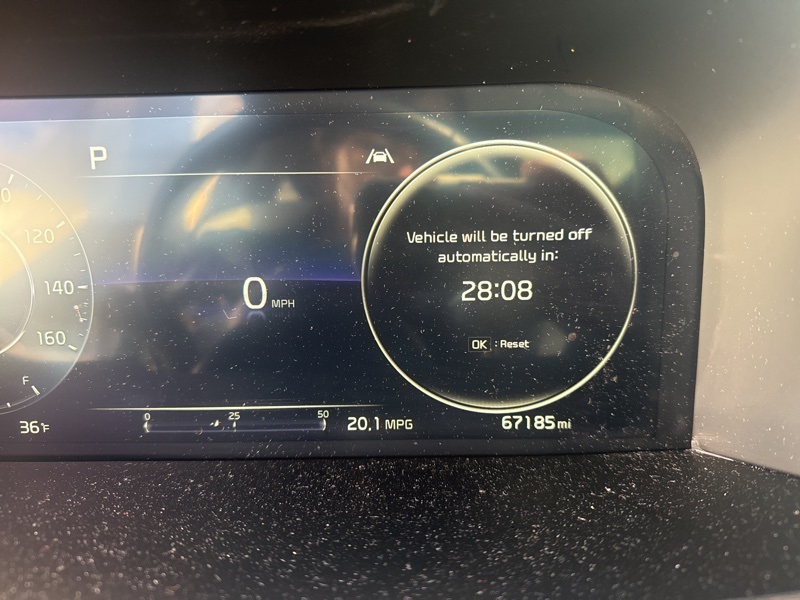 P
120
140
160
F
36°F
0 MPH
0 25 50
20.1 MPG
Vehicle will be turned off
automatically in:
28:08
OK : Reset
67185 mi